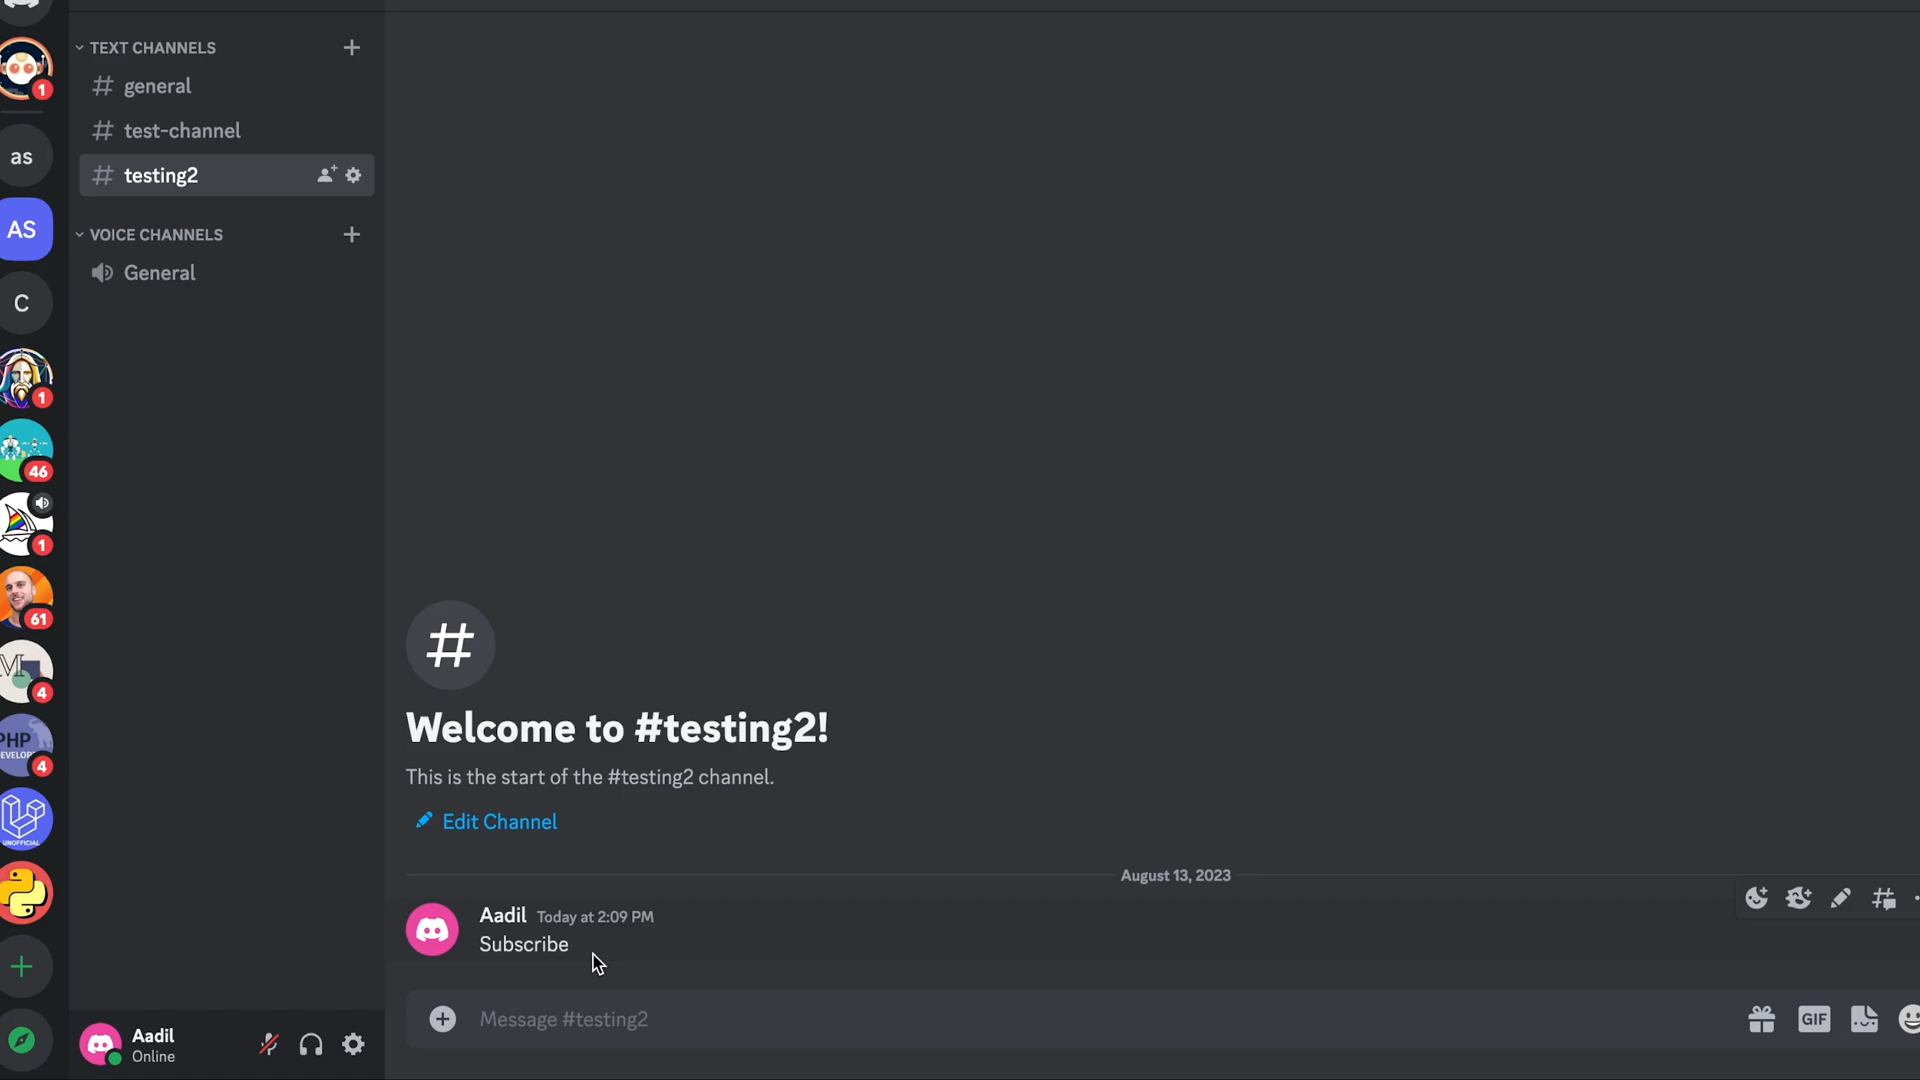 TEXT CHANNELS
general
test-channel
testing2
VOICE CHANNELS
General
1
as
AS
C
1
46
1
61
M
4
PHP
4
UNOFFICIAL
Welcome to #testing2!
This is the start of the #testing2 channel.
Edit Channel
August 13, 2023
Aadil Today at 2:09 PM
Subscribe
Message #testing2
GIF
Aadil
Online